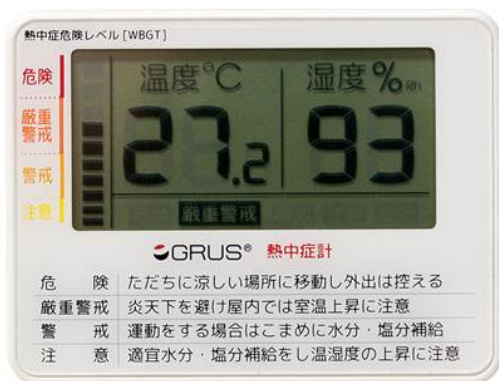 熱中症危険レベル[WBGT]
危険
厳重
警戒
警戒
注意
温度℃
湿度%Rh
27.2
93
厳重警戒
GRUS® 熱中症計
危険 ただちに涼しい場所に移動し外出は控える
厳重警戒 炎天下を避け屋内では室温上昇に注意
警戒 運動をする場合はこまめに水分・塩分補給
注意 適宜水分・塩分補給をし温湿度の上昇に注意